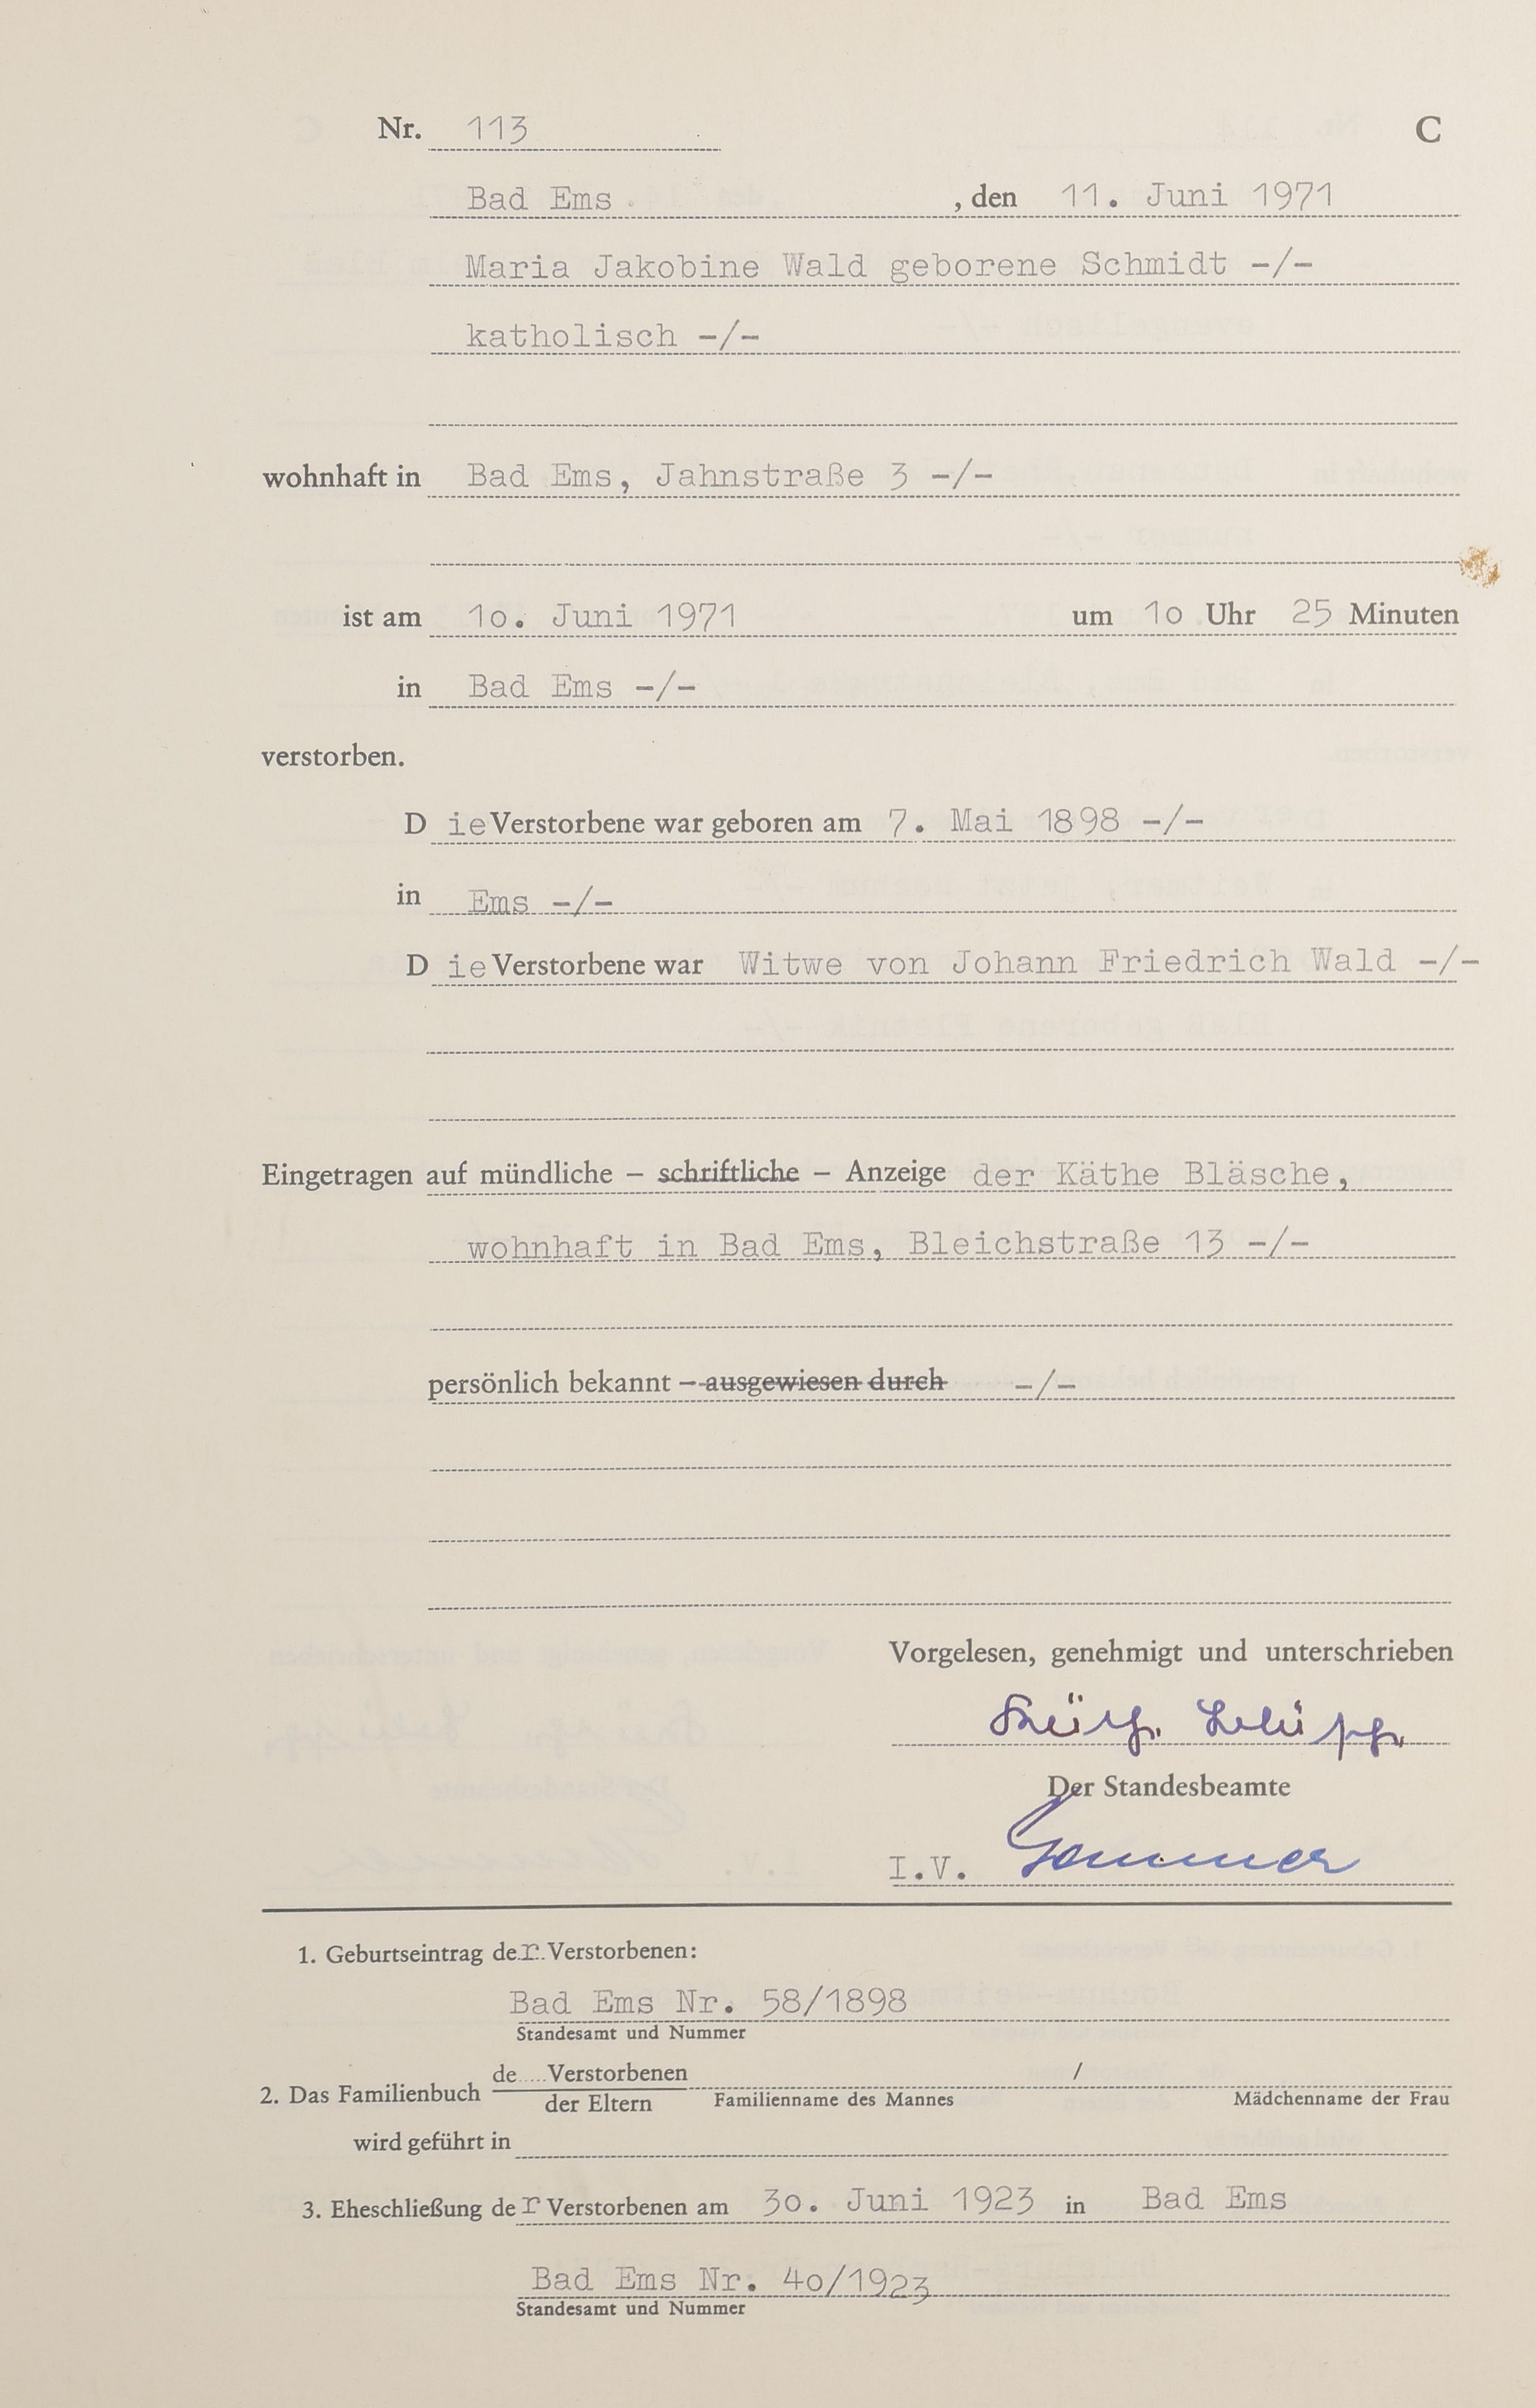 Nr. 113 C
Bad Ems , den 11. Juni 1971
Maria Jakobine Wald geborene Schmidt -/-
katholisch -/-
wohnhaft in Bad Ems, Jahnstraße 3 -/-
ist am 1o. Juni 1971 um 1o Uhr 25 Minuten
in Bad Ems -/-
verstorben.
D ie Verstorbene war geboren am 7. Mai 1898 -/-
in Ems -/-
D ie Verstorbene war Witwe von Johann Friedrich Wald -/-
Eingetragen auf mündliche – schriftliche – Anzeige der Käthe Bläsche,
wohnhaft in Bad Ems, Bleichstraße 13 -/-
persönlich bekannt – ausgewiesen durch -/-
Vorgelesen, genehmigt und unterschrieben
Käthe Bläsche
Der Standesbeamte
I.V. Sommer
1. Geburtseintrag der Verstorbenen:
Bad Ems Nr. 58/1898
Standesamt und Nummer
de..... Verstorbenen /
2. Das Familienbuch der Eltern Familienname des Mannes Mädchenname der Frau
wird geführt in
3. Eheschließung der Verstorbenen am 3o. Juni 1923 in Bad Ems
Bad Ems Nr. 4o/1923
Standesamt und Nummer